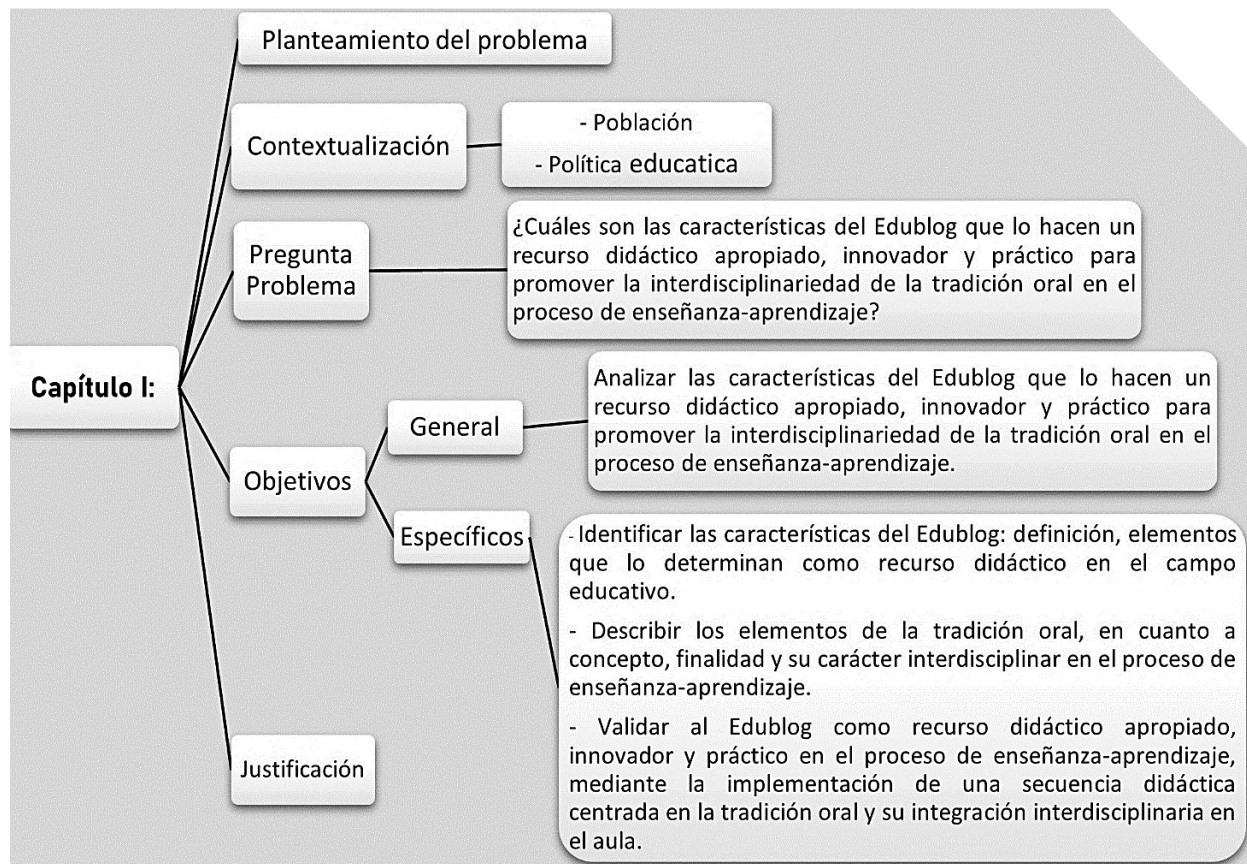 Planteamiento del problema
Contextualización
- Población
- Política educatica
Pregunta
Problema
¿Cuáles son las características del Edublog que lo hacen un
recurso didáctico apropiado, innovador y práctico para
promover la interdisciplinariedad de la tradición oral en el
proceso de enseñanza-aprendizaje?
Capítulo I:
Objetivos
General
Analizar las características del Edublog que lo hacen un
recurso didáctico apropiado, innovador y práctico para
promover la interdisciplinariedad de la tradición oral en el
proceso de enseñanza-aprendizaje.
Específicos
- Identificar las características del Edublog: definición, elementos
que lo determinan como recurso didáctico en el campo
educativo.
- Describir los elementos de la tradición oral, en cuanto a
concepto, finalidad y su carácter interdisciplinar en el proceso de
enseñanza-aprendizaje.
- Validar al Edublog como recurso didáctico apropiado,
innovador y práctico en el proceso de enseñanza-aprendizaje,
mediante la implementación de una secuencia didáctica
centrada en la tradición oral y su integración interdisciplinaria en
el aula.
Justificación